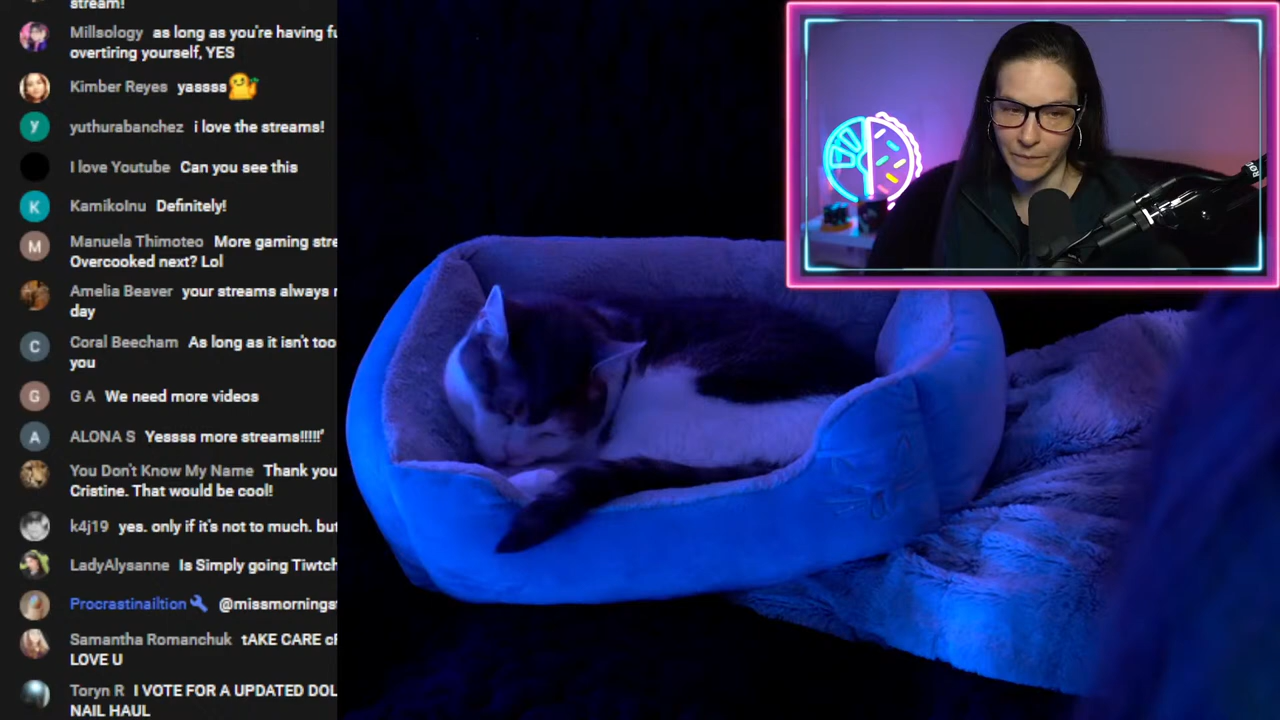 stream!
Millsology as long as you're having fu
overtiring yourself, YES
Kimber Reyes yassss
y
yuthurabanchez i love the streams!
I love Youtube Can you see this
K
KamikoInu Definitely!
M
Manuela Thimoteo More gaming stre
Overcooked next? Lol
Amelia Beaver your streams always
day
C
Coral Beecham As long as it isn't too
you
G
G A We need more videos
A
ALONA S Yessss more streams!!!!!'
You Don't Know My Name Thank you
Cristine. That would be cool!
k4j19 yes. only if it's not to much. but
LadyAlysanne Is Simply going Tiwtch
Procrastinailtion @missmornings
Samantha Romanchuk tAKE CARE
LOVE U
Toryn R I VOTE FOR A UPDATED DOL
NAIL HAUL